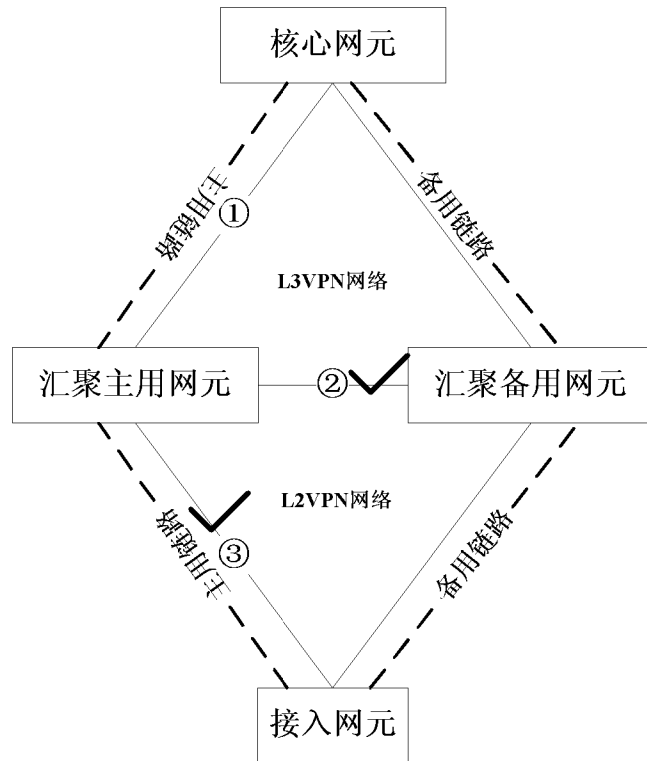 核心网元
主用链路
备用链路
①
L3VPN网络
汇聚主用网元
②
汇聚备用网元
L2VPN网络
主用链路
③
备用链路
接入网元